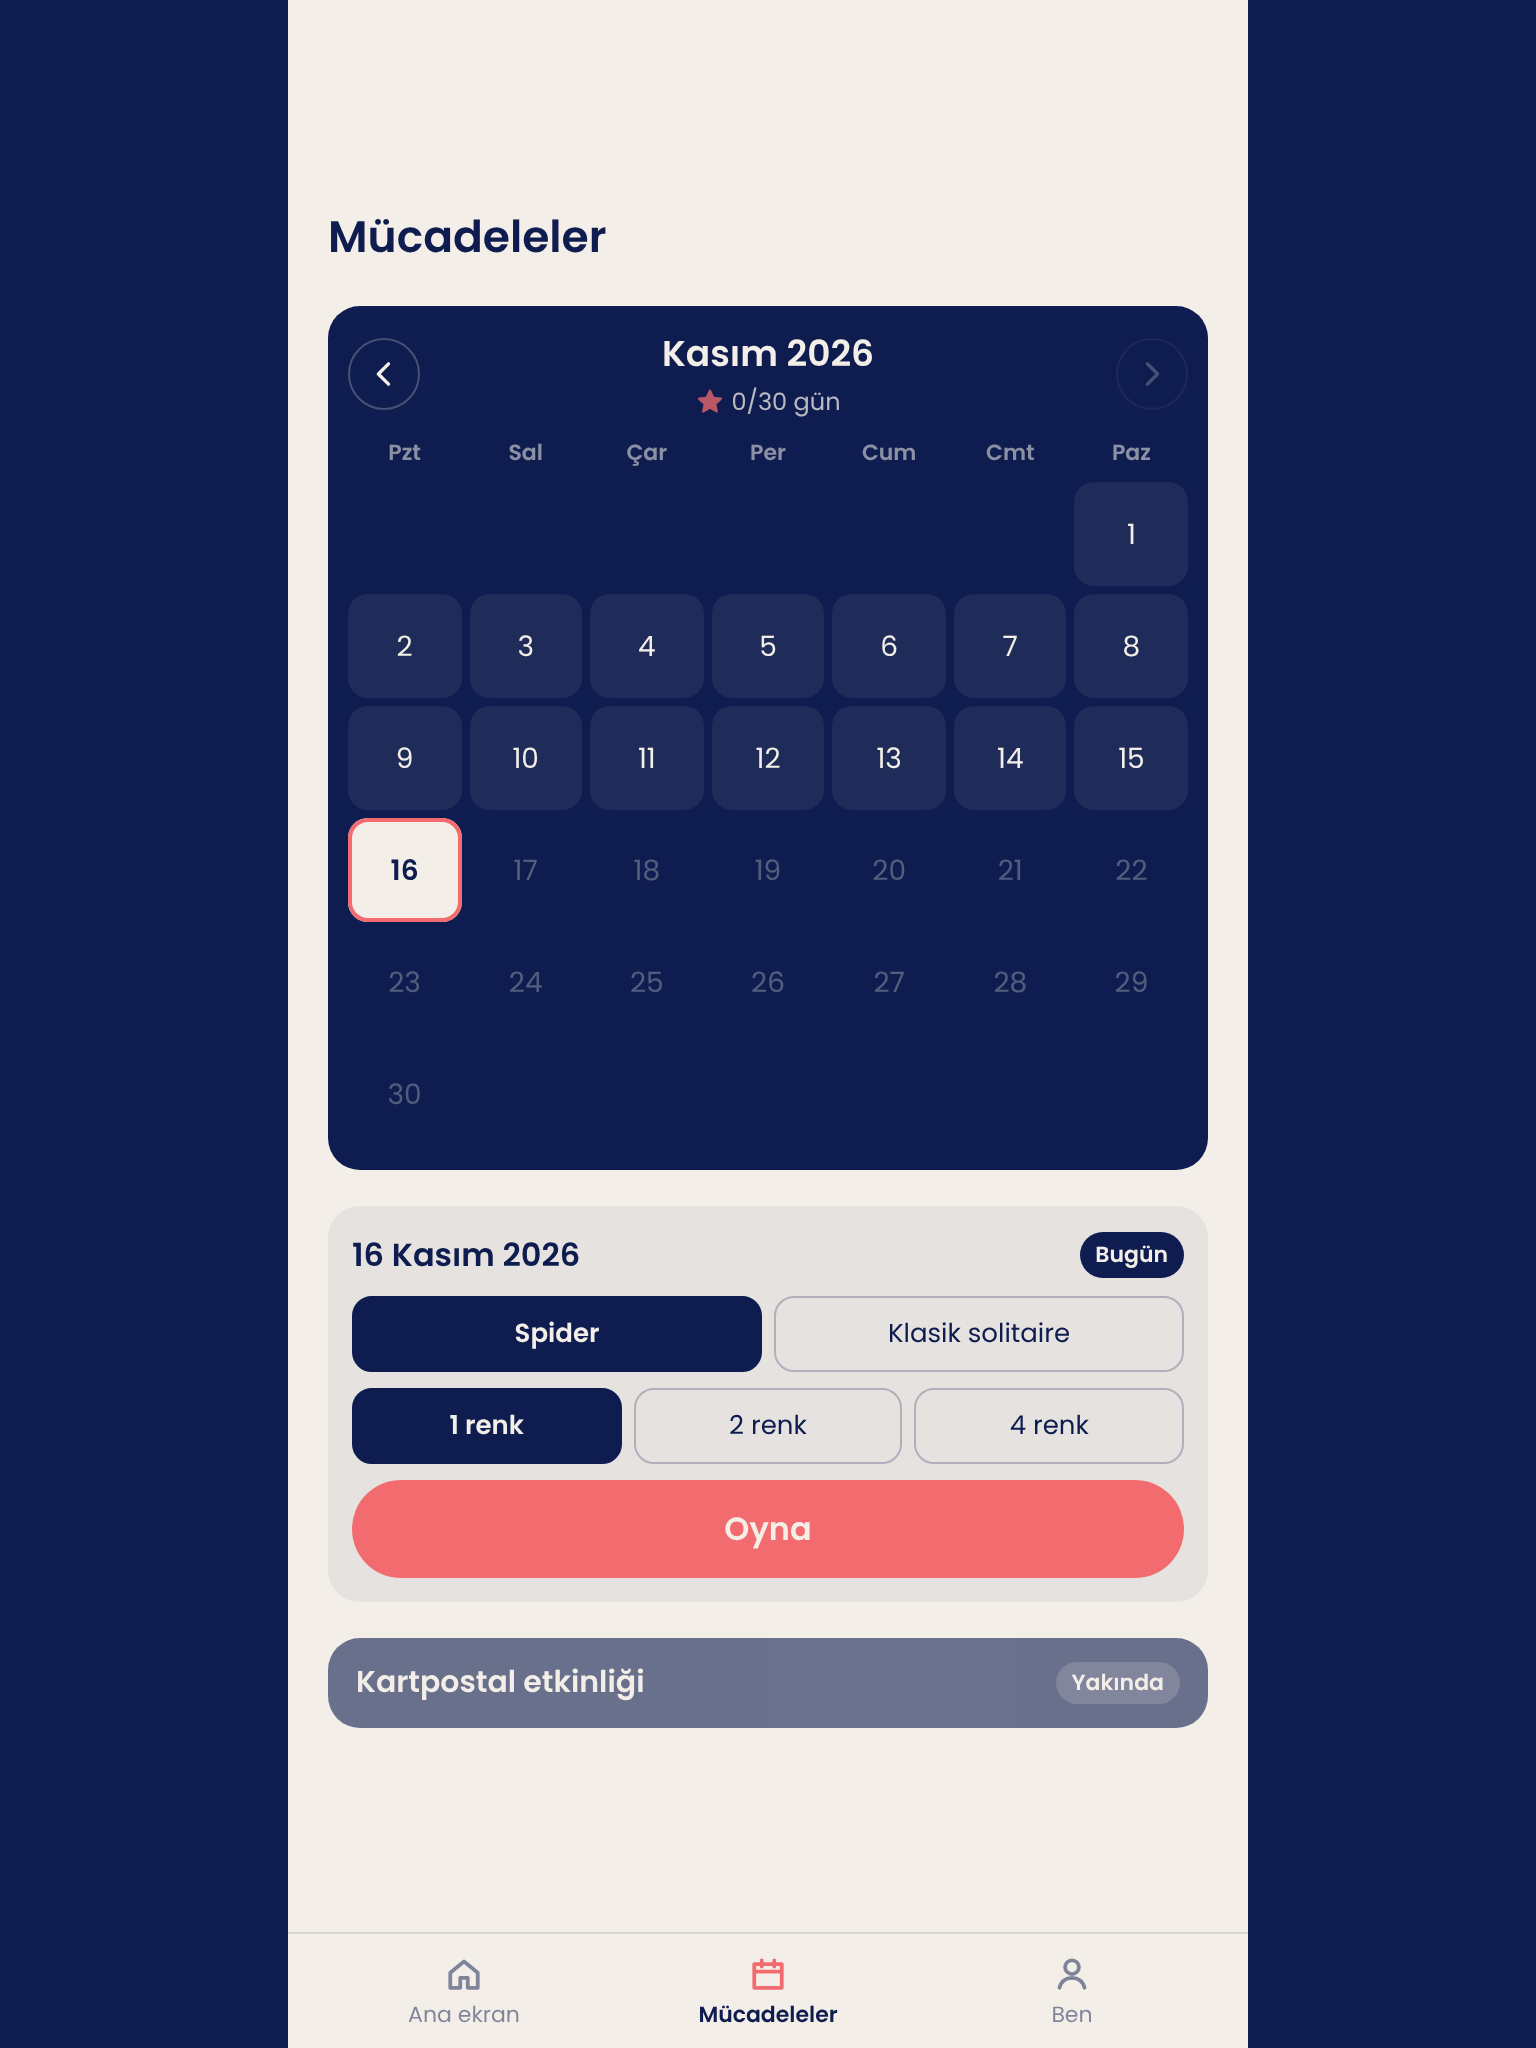 Mücadeleler
Kasım 2026
0/30 gün
Pzt Sal Çar Per Cum Cmt Paz
1
2 3 4 5 6 7 8
9 10 11 12 13 14 15
16 17 18 19 20 21 22
23 24 25 26 27 28 29
30
16 Kasım 2026 Bugün
Spider Klasik solitaire
1 renk 2 renk 4 renk
Oyna
Kartpostal etkinliği Yakında
Ana ekran Mücadeleler Ben